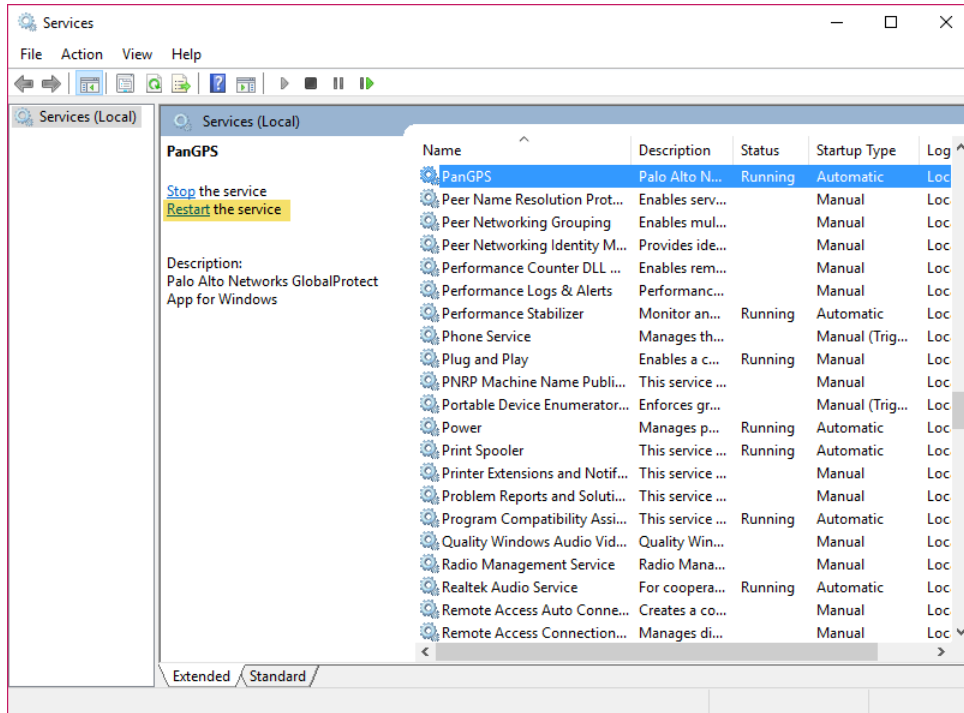 Services
File Action View Help
Services (Local)
Services (Local)
PanGPS
Stop the service
Restart the service
Description:
Palo Alto Networks GlobalProtect
App for Windows
Name Description Status Startup Type Log
PanGPS Palo Alto N... Running Automatic Loc
Peer Name Resolution Prot... Enables serv... Manual Loc
Peer Networking Grouping Enables mul... Manual Loc
Peer Networking Identity M... Provides ide... Manual Loc
Performance Counter DLL ... Enables rem... Manual Loc
Performance Logs & Alerts Performanc... Manual Loc
Performance Stabilizer Monitor an... Running Automatic Loc
Phone Service Manages th... Manual (Trig... Loc
Plug and Play Enables a c... Running Manual Loc
PNRP Machine Name Publi... This service ... Manual Loc
Portable Device Enumerator... Enforces gr... Manual (Trig... Loc
Power Manages p... Running Automatic Loc
Print Spooler This service ... Running Automatic Loc
Printer Extensions and Notif... This service ... Manual Loc
Problem Reports and Soluti... This service ... Manual Loc
Program Compatibility Assi... This service ... Running Automatic Loc
Quality Windows Audio Vid... Quality Win... Manual Loc
Radio Management Service Radio Mana... Manual Loc
Realtek Audio Service For coopera... Running Automatic Loc
Remote Access Auto Conne... Creates a co... Manual Loc
Remote Access Connection... Manages di... Manual Loc
Extended Standard